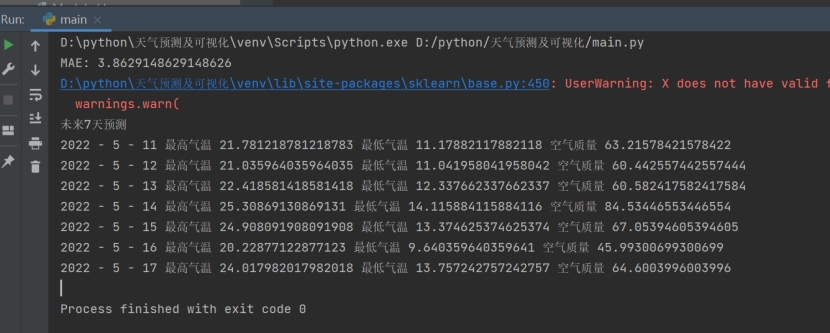 Run:
main
D:\python\天气预测及可视化\venv\Scripts\python.exe D:/python/天气预测及可视化/main.py
MAE: 3.8629148629148626
D:\python\天气预测及可视化\venv\lib\site-packages\sklearn\base.py:450: UserWarning: X does not have valid f
warnings.warn(
未来7天预测
2022 - 5 - 11 最高气温 21.781218781218783 最低气温 11.17882117882118 空气质量 63.21578421578422
2022 - 5 - 12 最高气温 21.035964035964035 最低气温 11.041958041958042 空气质量 60.442557442557444
2022 - 5 - 13 最高气温 22.418581418581418 最低气温 12.337662337662337 空气质量 60.582417582417584
2022 - 5 - 14 最高气温 25.308691308691 31 最低气温 14.115884115884116 空气质量 84.53446553446554
2022 - 5 - 15 最高气温 24.908091908091908 最低气温 13.374625374625374 空气质量 67.05394605394605
2022 - 5 - 16 最高气温 20.22877122877123 最低气温 9.640359640359641 空气质量 45.99300699300699
2022 - 5 - 17 最高气温 24.017982017982018 最低气温 13.757242757242757 空气质量 64.6003996003996
Process finished with exit code 0